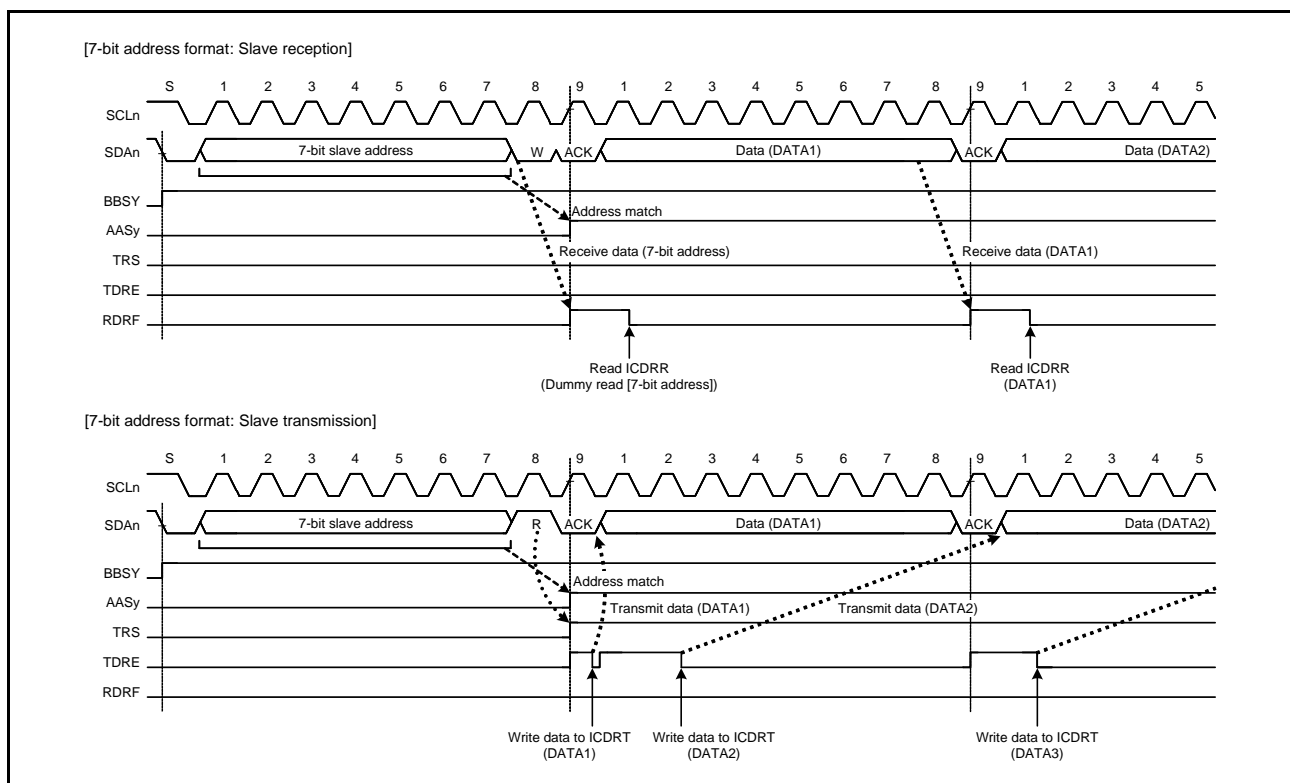 [7-bit address format: Slave reception]
S 1 2 3 4 5 6 7 8 9 1 2 3 4 5 6 7 8 9 1 2 3 4 5
SCLn
SDAn 7-bit slave address W ACK Data (DATA1) ACK Data (DATA2)
BBSY
Address match
AASy
TRS Receive data (7-bit address) Receive data (DATA1)
TDRE
RDRF
Read ICDRR Read ICDRR
(Dummy read [7-bit address]) (DATA1)
[7-bit address format: Slave transmission]
S 1 2 3 4 5 6 7 8 9 1 2 3 4 5 6 7 8 9 1 2 3 4 5
SCLn
SDAn 7-bit slave address R ACK Data (DATA1) ACK Data (DATA2)
BBSY
Address match
AASy
Transmit data (DATA1) Transmit data (DATA2)
TRS
TDRE
RDRF
Write data to ICDRT Write data to ICDRT Write data to ICDRT
(DATA1) (DATA2) (DATA3)